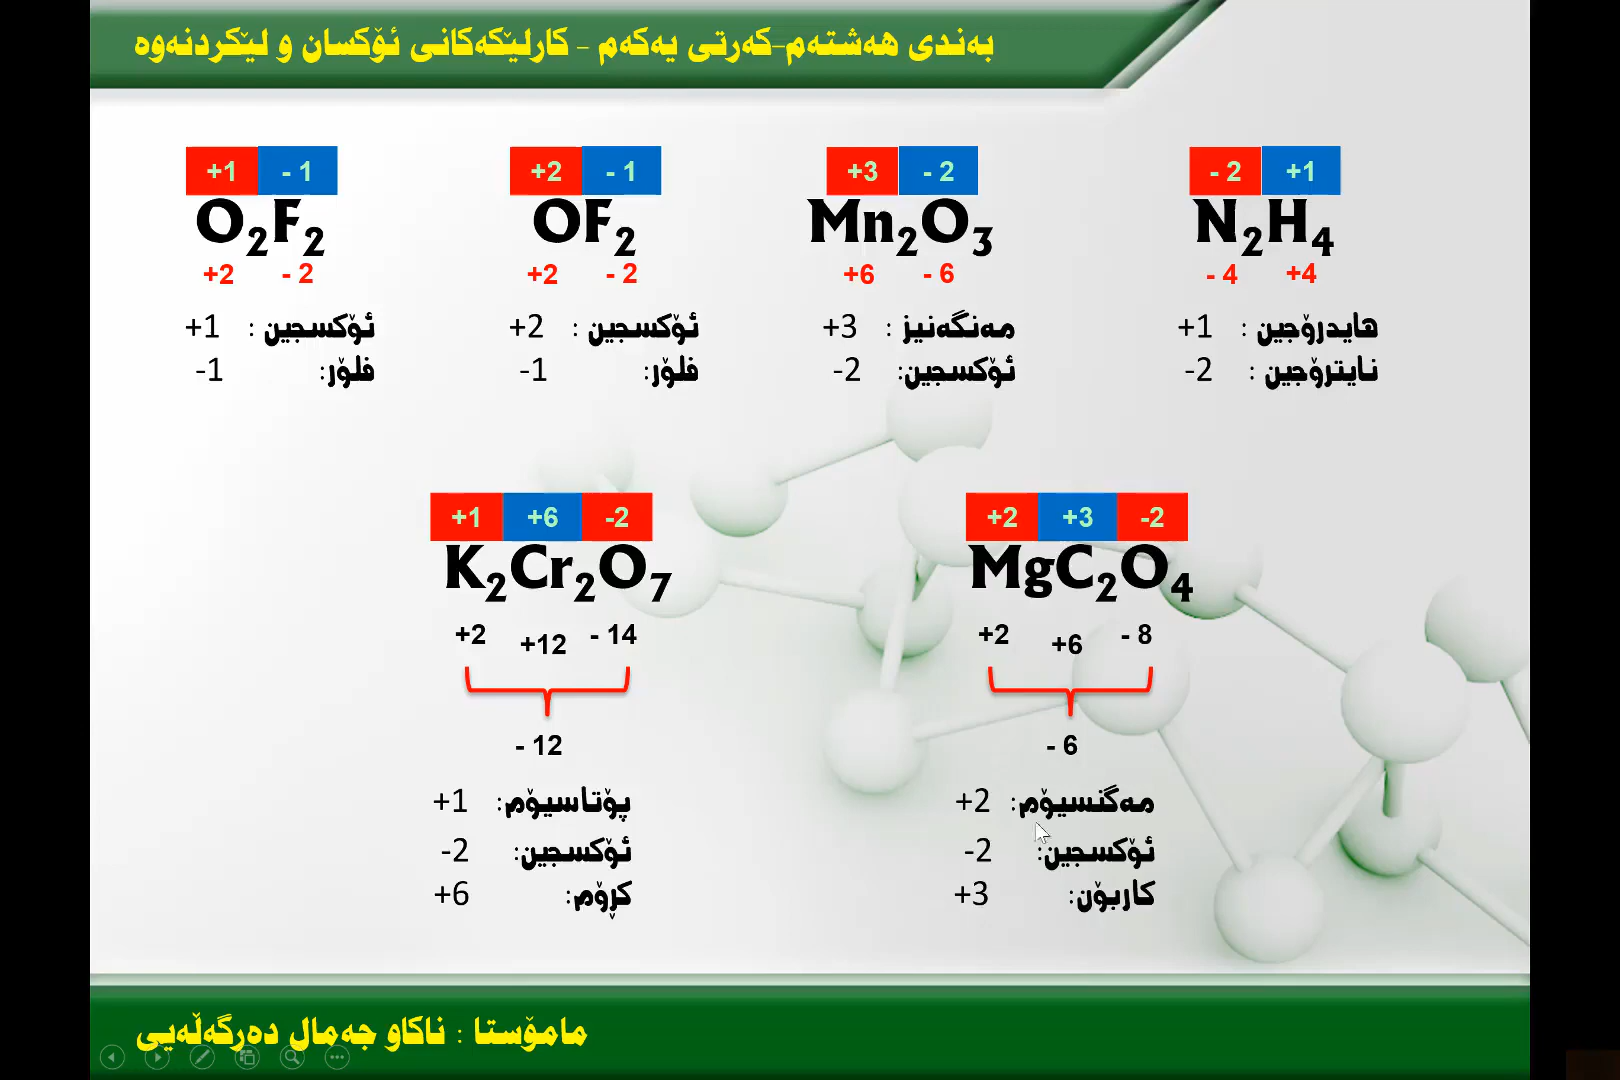 بەندی هەشتەم-کەرتی یەکەم - کارلێکەکانی ئۆکسان و لێکردنەوە
+1 - 1
O₂F₂
+2 - 2
ئۆکسجین : +1
فلۆر: -1
+2 - 1
OF₂
+2 - 2
ئۆکسجین : +2
فلۆر: -1
+3 - 2
Mn₂O₃
+6 - 6
مەنگەنیز : +3
ئۆکسجین: -2
- 2 +1
N₂H₄
- 4 +4
هایدرۆجین : +1
نایترۆجین : -2
+1 +6 -2
K₂Cr₂O₇
+2 +12 - 14
- 12
پۆتاسیۆم: +1
ئۆکسجین: -2
کڕۆم: +6
+2 +3 -2
MgC₂O₄
+2 +6 - 8
- 6
مەگنسیۆم: +2
ئۆکسجین: -2
کاربۆن: +3
مامۆستا : ناکاو جەمال دەرگەڵەیی